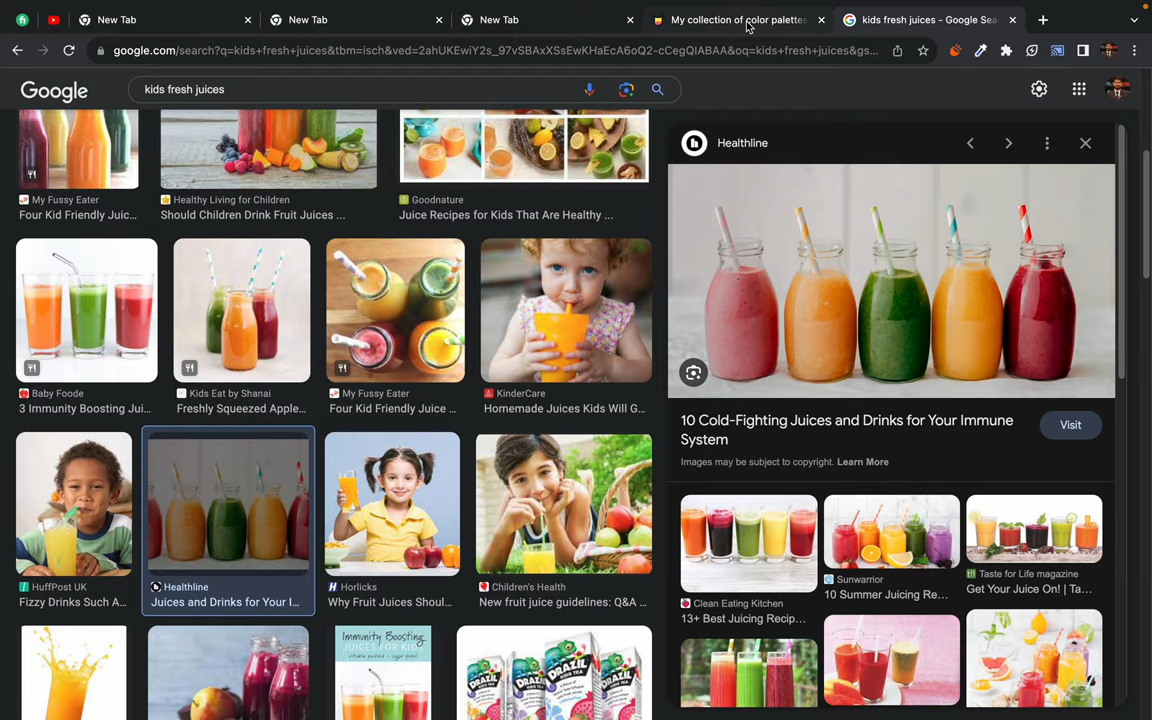 New Tab
New Tab
New Tab
My collection of color palettes
kids fresh juices - Google Sea
google.com/search?q=kids+fresh+juices&tbm=isch&ved=2ahUKEwiY2s_97vSBAxXSsEwKHaEcA6oQ2-cCegQIABAA&oq=kids+fresh+juices&gs...
Google
kids fresh juices
My Fussy Eater
Four Kid Friendly Juic...
Healthy Living for Children
Should Children Drink Fruit Juices ...
Goodnature
Juice Recipes for Kids That Are Healthy ...
Baby Foode
3 Immunity Boosting Jui...
Kids Eat by Shanai
Freshly Squeezed Apple...
My Fussy Eater
Four Kid Friendly Juice ...
KinderCare
Homemade Juices Kids Will G...
HuffPost UK
Fizzy Drinks Such A...
Healthline
Juices and Drinks for Your I...
Horlicks
Why Fruit Juices Shoul...
Children's Health
New fruit juice guidelines: Q&A ...
Immunity Boosting
JUICES FOR KIDS
DRAZIL
KIDS TEA
DRAZIL
KIDS TEA
Healthline
10 Cold-Fighting Juices and Drinks for Your Immune
System
Visit
Images may be subject to copyright. Learn More
Clean Eating Kitchen
13+ Best Juicing Recip...
Sunwarrior
10 Summer Juicing Re...
Taste for Life magazine
Get Your Juice On! | Ta...